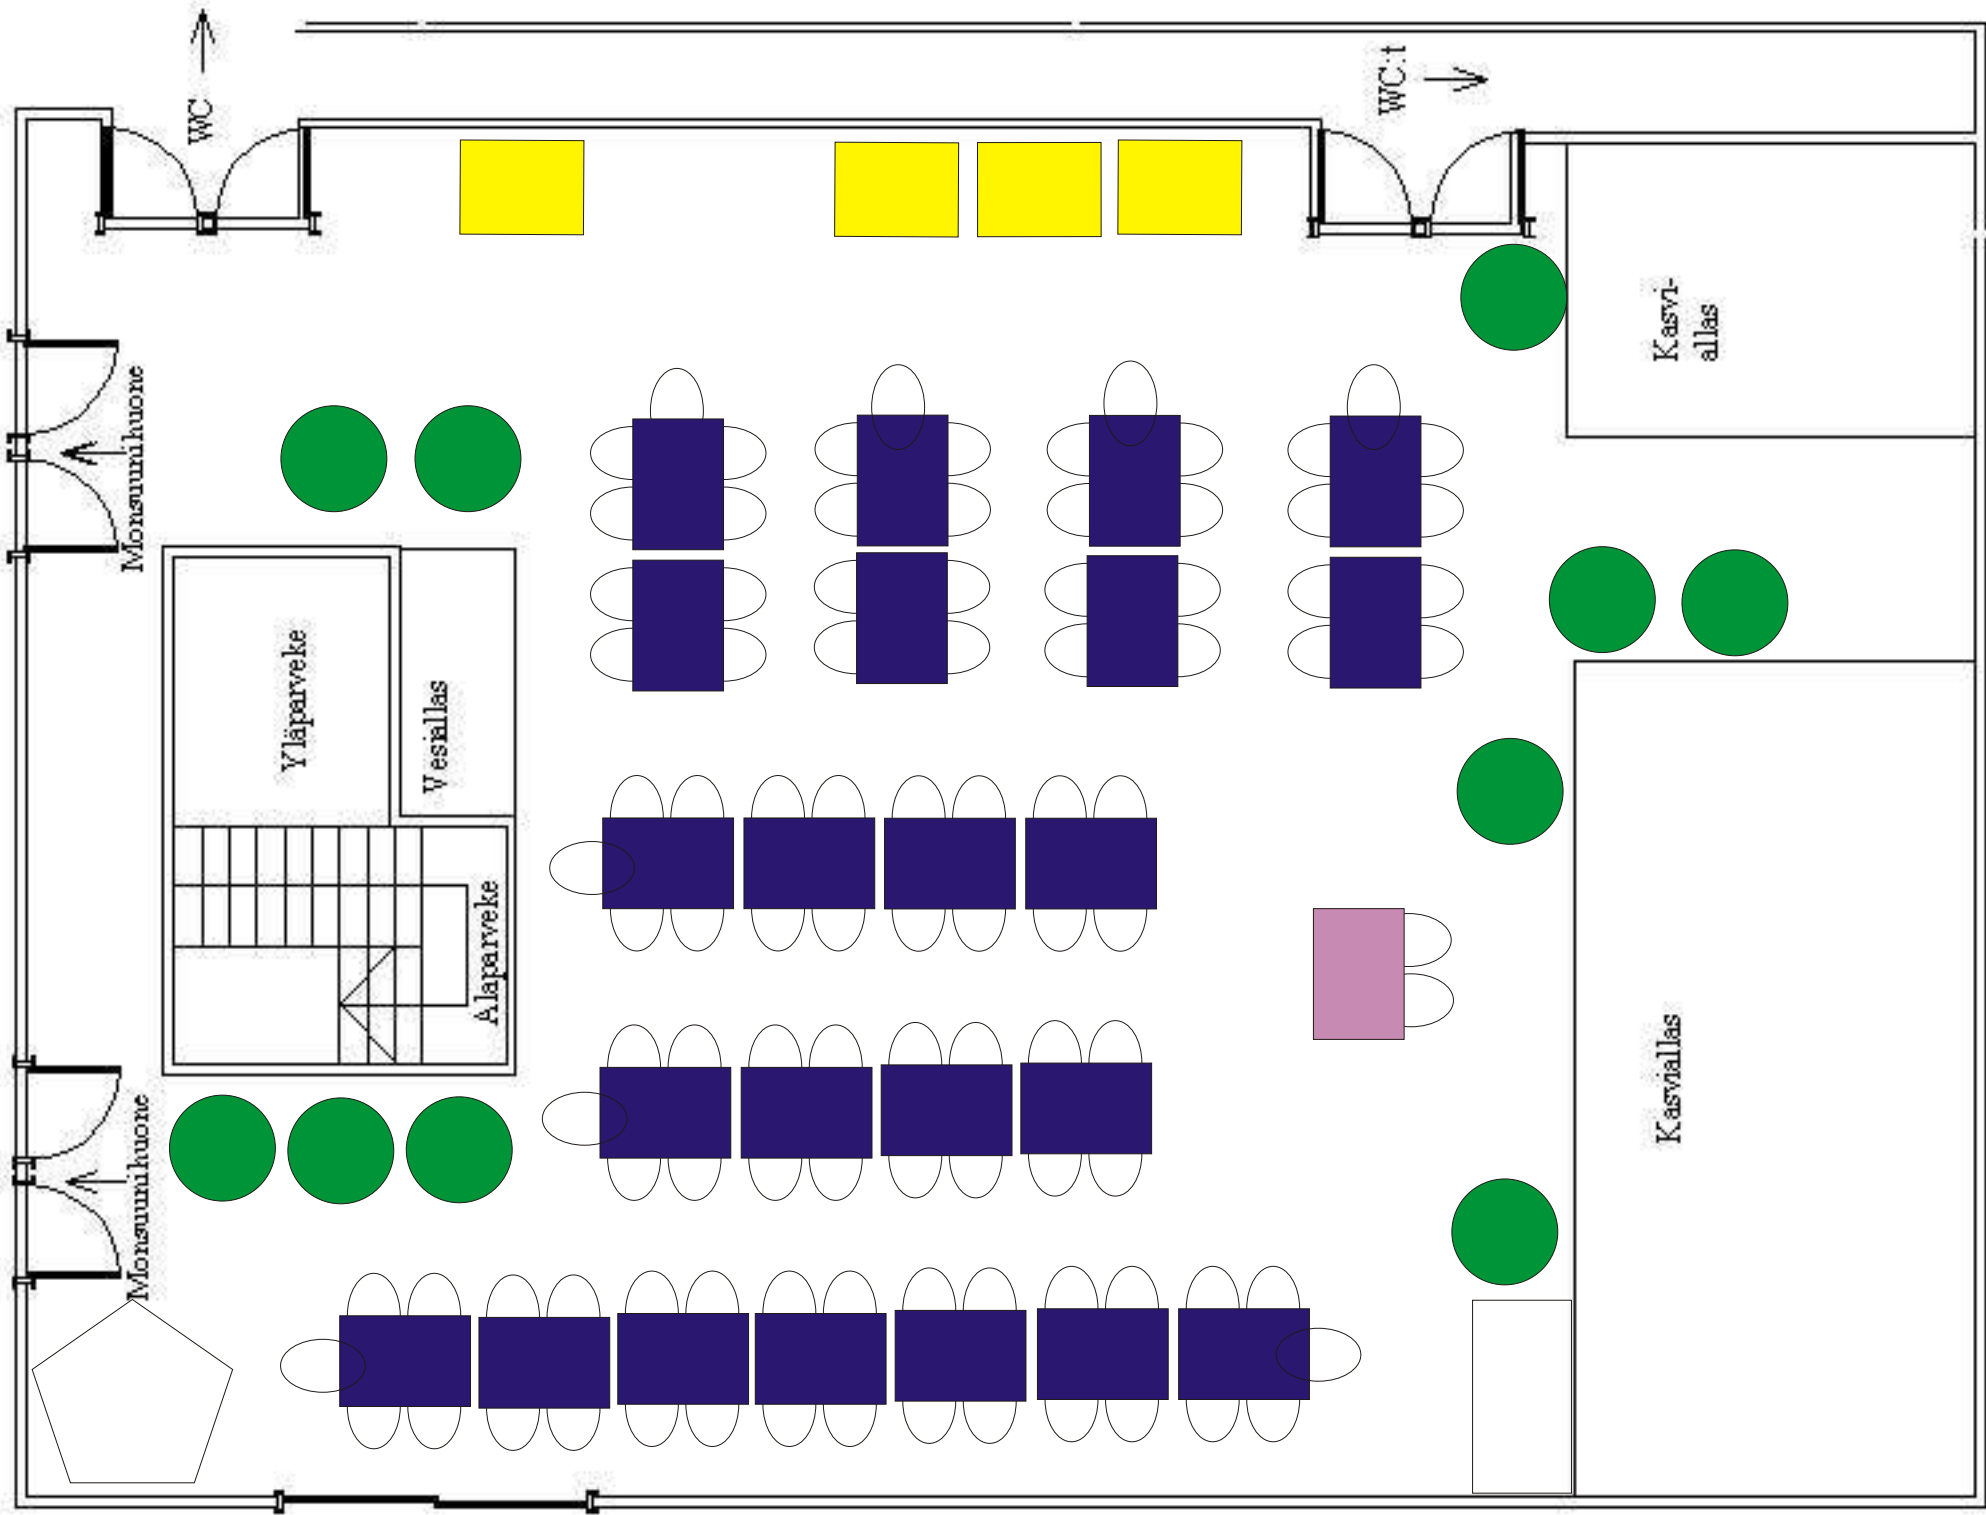 WC
WC:t
Kasvi-
allas
Monsuunihuone
Yläparveke
Vesiallas
Alaparveke
Kasviallas
Monsuunihuone